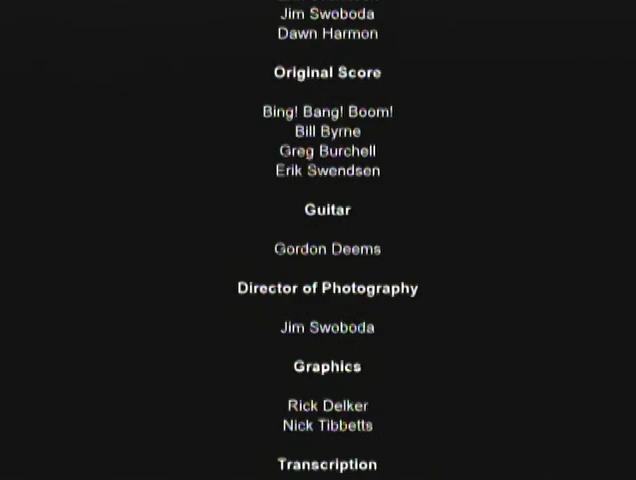 Jim Swoboda
Dawn Harmon
Original Score
Bing! Bang! Boom!
Bill Byrne
Greg Burchell
Erik Swendsen
Guitar
Gordon Deems
Director of Photography
Jim Swoboda
Graphics
Rick Delker
Nick Tibbetts
Transcription